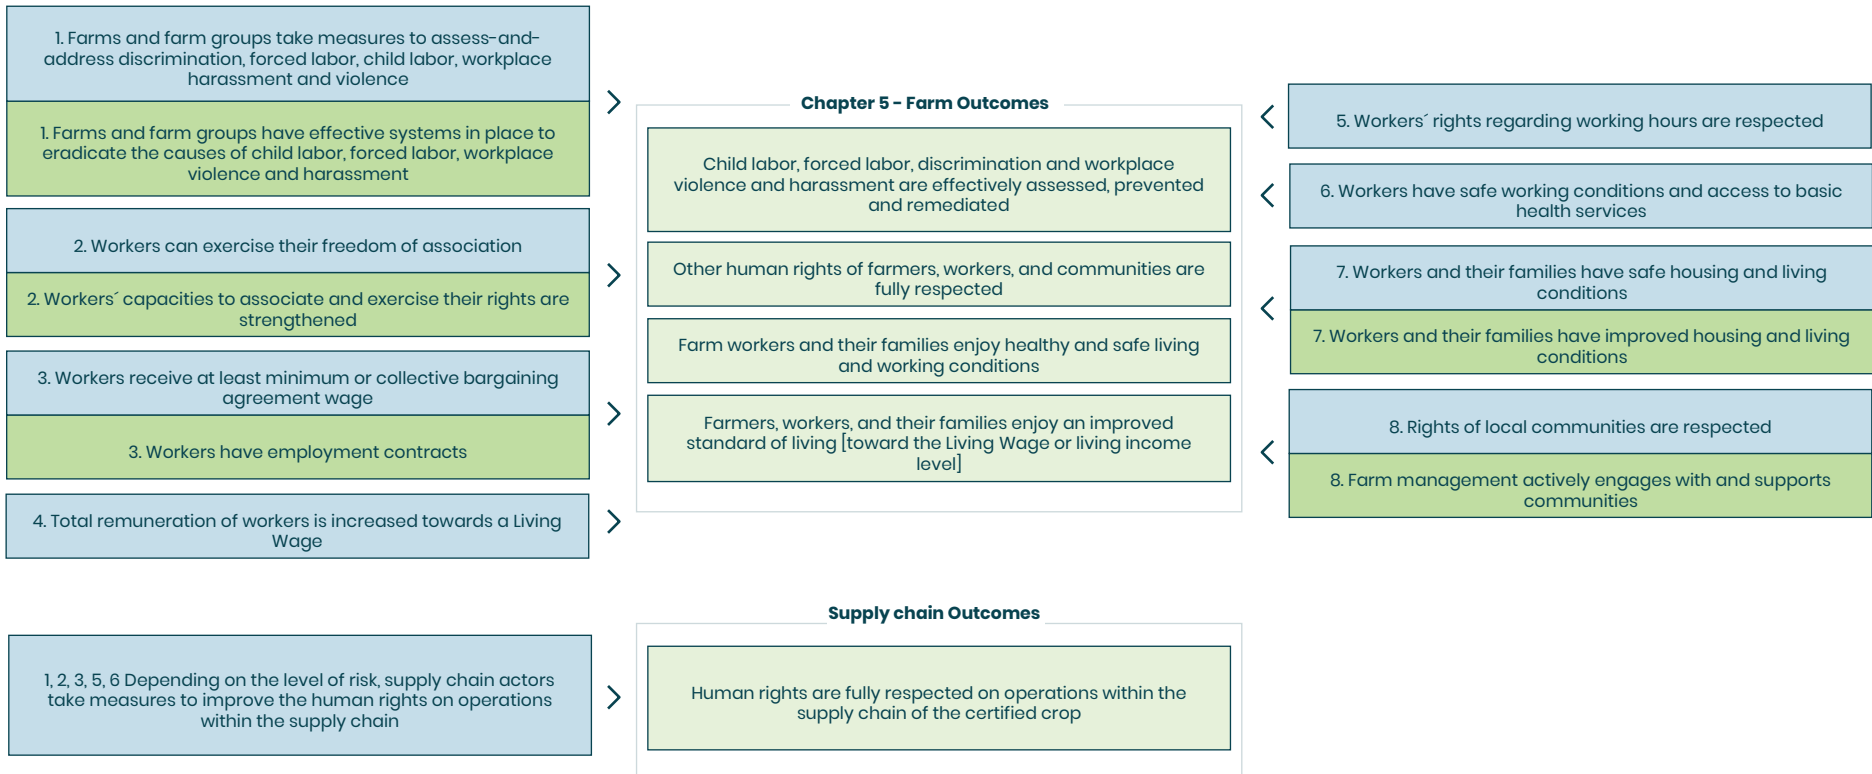 1. Farms and farm groups take measures to assess-and-
address discrimination, forced labor, child labor, workplace
harassment and violence
1. Farms and farm groups have effective systems in place to
eradicate the causes of child labor, forced labor, workplace
violence and harassment
2. Workers can exercise their freedom of association
2. Workers´ capacities to associate and exercise their rights are
strengthened
3. Workers receive at least minimum or collective bargaining
agreement wage
3. Workers have employment contracts
4. Total remuneration of workers is increased towards a Living
Wage
Chapter 5 - Farm Outcomes
Child labor, forced labor, discrimination and workplace
violence and harassment are effectively assessed, prevented
and remediated
Other human rights of farmers, workers, and communities are
fully respected
Farm workers and their families enjoy healthy and safe living
and working conditions
Farmers, workers, and their families enjoy an improved
standard of living [toward the Living Wage or living income
level]
5. Workers´ rights regarding working hours are respected
6. Workers have safe working conditions and access to basic
health services
7. Workers and their families have safe housing and living
conditions
7. Workers and their families have improved housing and living
conditions
8. Rights of local communities are respected
8. Farm management actively engages with and supports
communities
1, 2, 3, 5, 6 Depending on the level of risk, supply chain actors
take measures to improve the human rights on operations
within the supply chain
Supply chain Outcomes
Human rights are fully respected on operations within the
supply chain of the certified crop